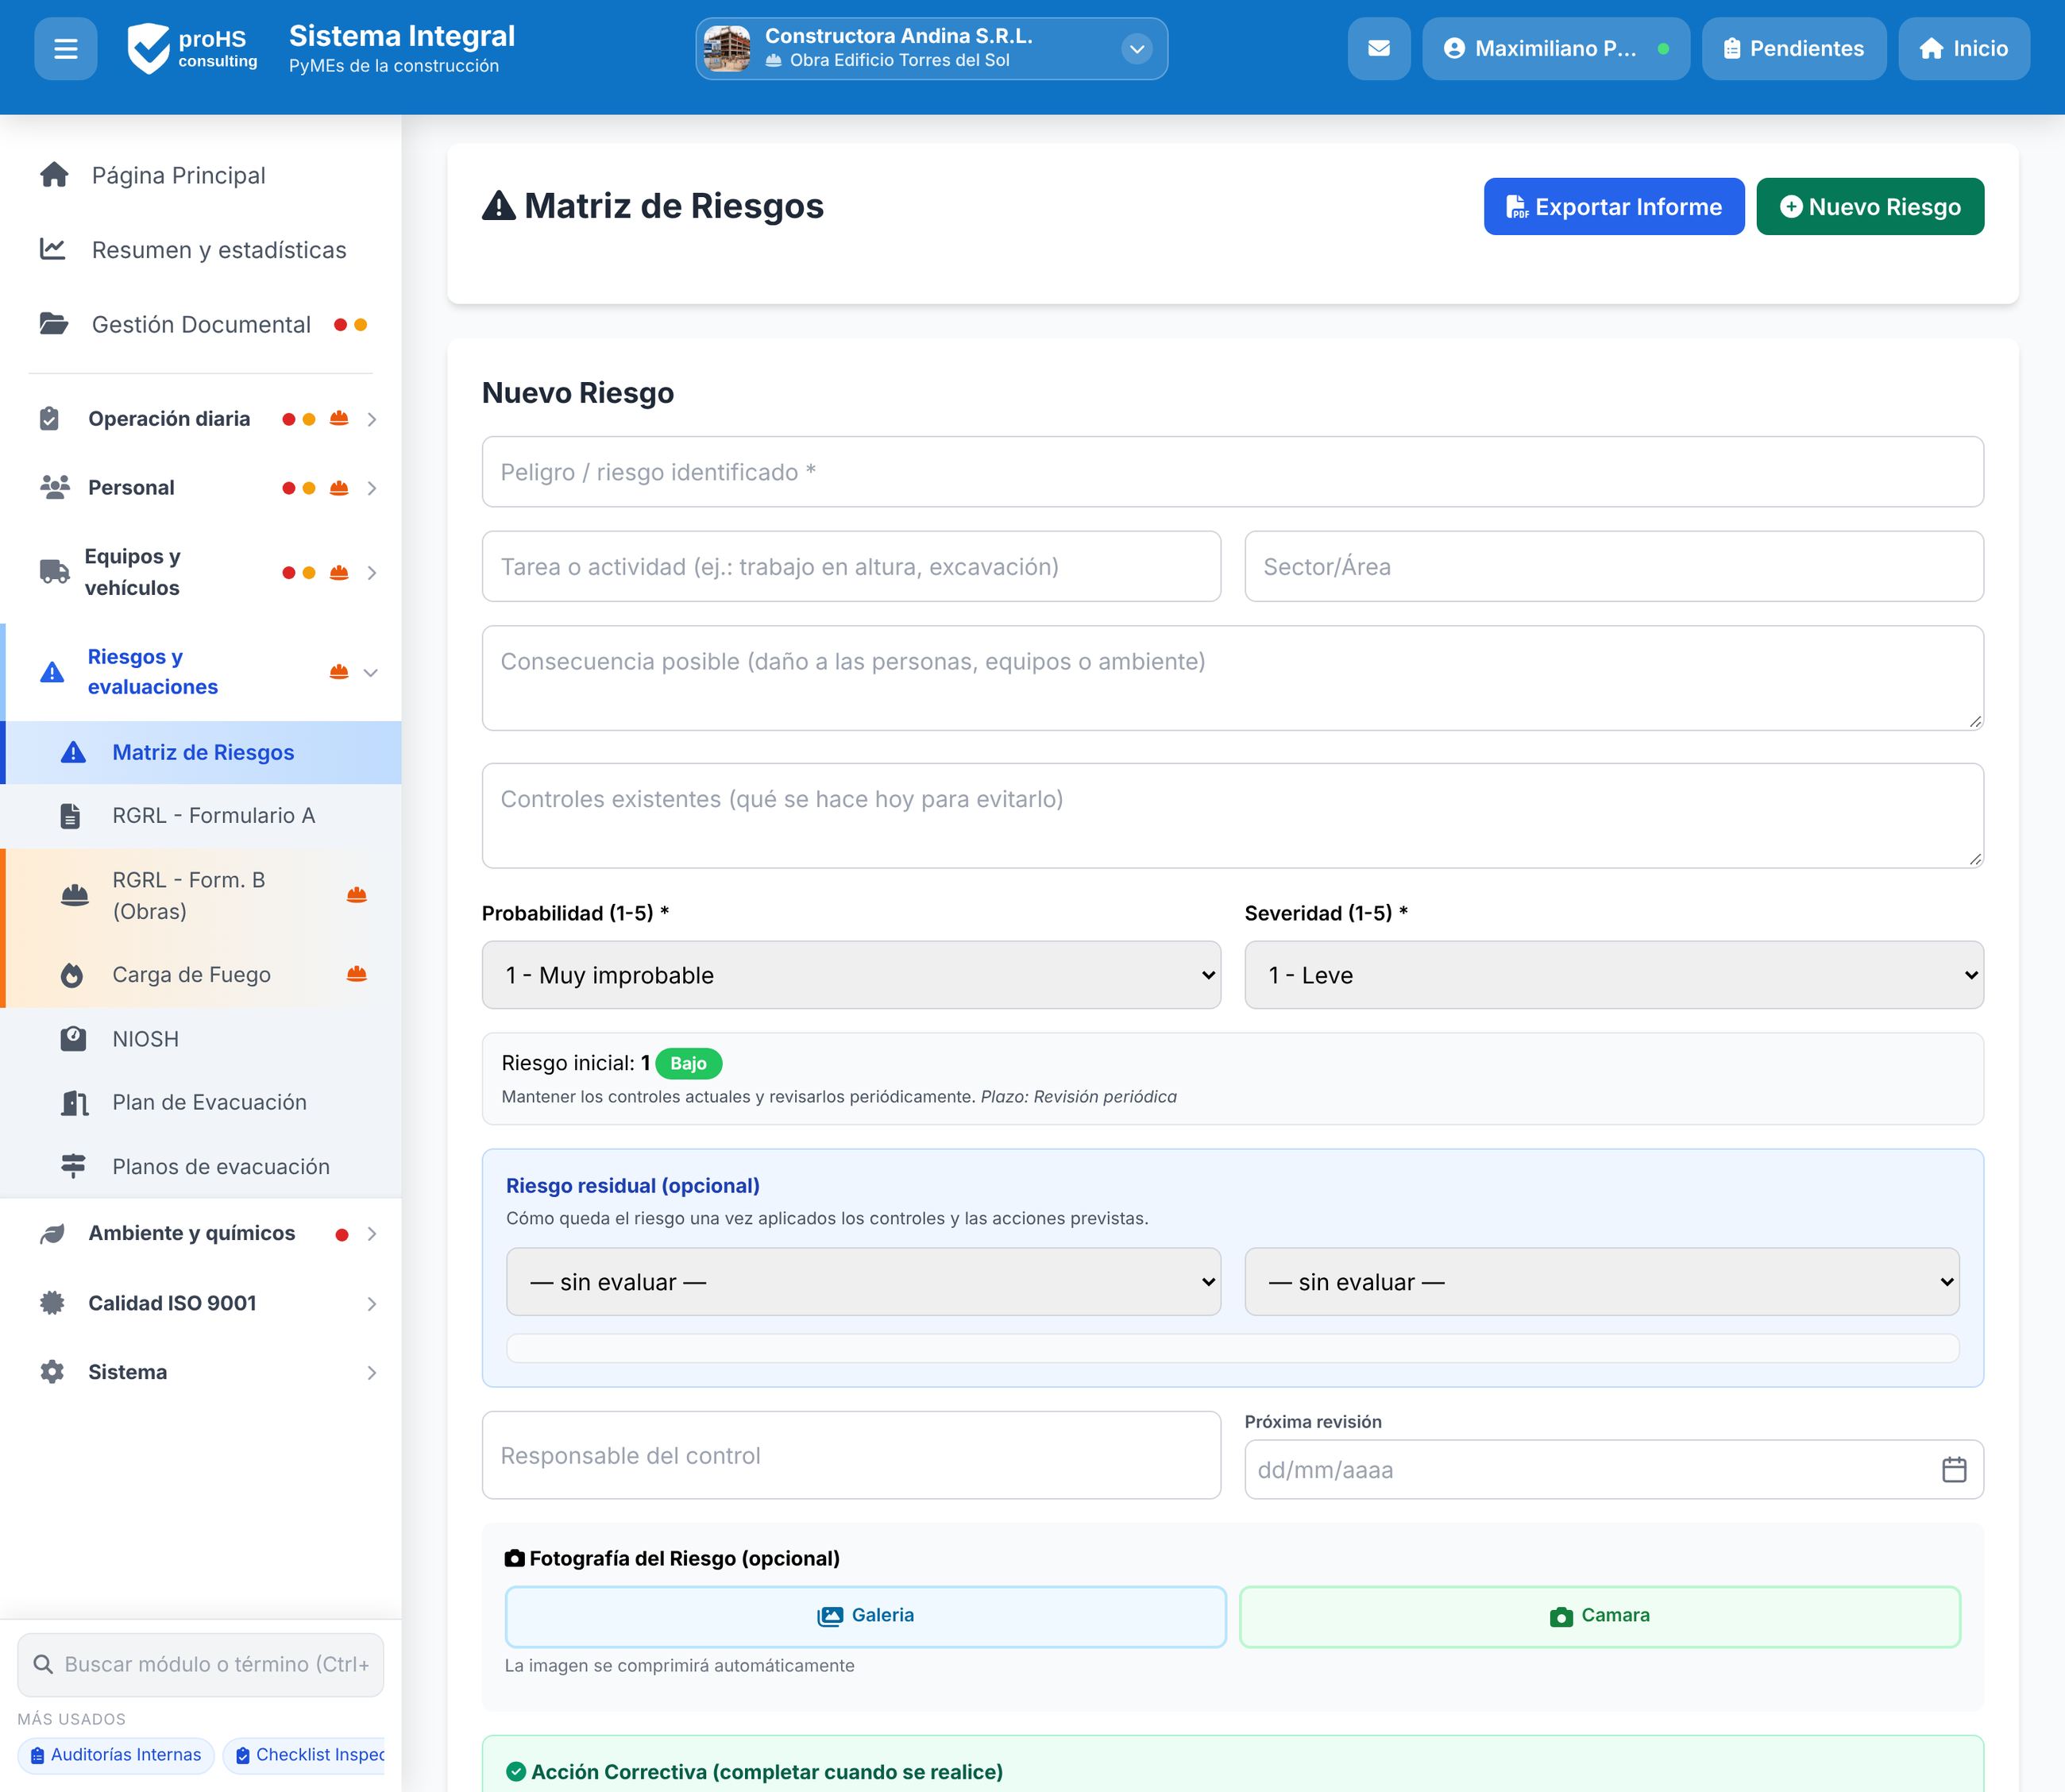 proHS
consulting
Sistema Integral
PyMEs de la construcción
Constructora Andina S.R.L.
Obra Edificio Torres del Sol
Maximiliano P...
Pendientes
Inicio
Página Principal
Resumen y estadísticas
Gestión Documental
Operación diaria
Personal
Equipos y
vehículos
Riesgos y
evaluaciones
Matriz de Riesgos
RGRL - Formulario A
RGRL - Form. B
(Obras)
Carga de Fuego
NIOSH
Plan de Evacuación
Planos de evacuación
Ambiente y químicos
Calidad ISO 9001
Sistema
Buscar módulo o término (Ctrl+
MÁS USADOS
Auditorías Internas
Checklist Inspec
Matriz de Riesgos
PDF Exportar Informe
Nuevo Riesgo
Nuevo Riesgo
Peligro / riesgo identificado *
Tarea o actividad (ej.: trabajo en altura, excavación)
Sector/Área
Consecuencia posible (daño a las personas, equipos o ambiente)
Controles existentes (qué se hace hoy para evitarlo)
Probabilidad (1-5) *
Severidad (1-5) *
1 - Muy improbable
1 - Leve
Riesgo inicial: 1 Bajo
Mantener los controles actuales y revisarlos periódicamente. Plazo: Revisión periódica
Riesgo residual (opcional)
Cómo queda el riesgo una vez aplicados los controles y las acciones previstas.
— sin evaluar —
— sin evaluar —
Responsable del control
Próxima revisión
dd/mm/aaaa
Fotografía del Riesgo (opcional)
Galeria
Camara
La imagen se comprimirá automáticamente
Acción Correctiva (completar cuando se realice)